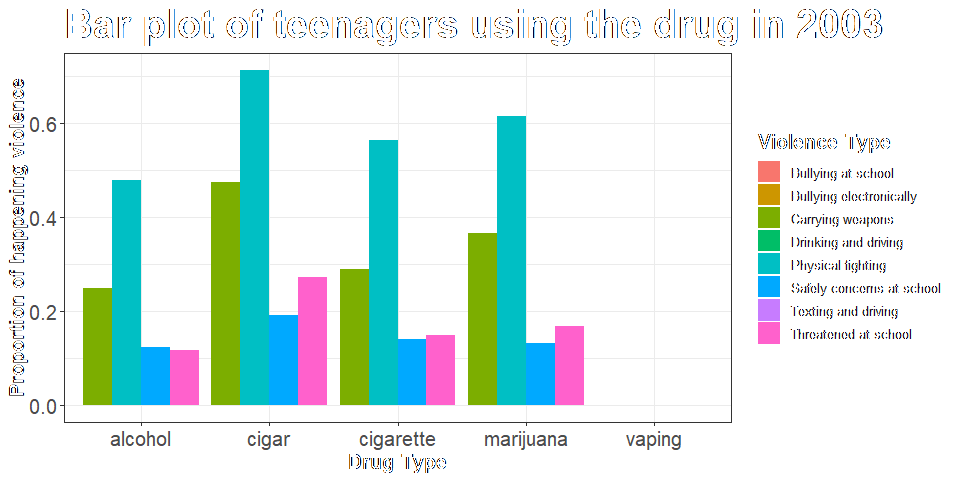 Bar plot of teenagers using the drug in 2003
Proportion of happening violence
0.6
0.4
0.2
0.0
alcohol cigar cigarette marijuana vaping
Drug Type
Violence Type
Bullying at school
Bullying electronically
Carrying weapons
Drinking and driving
Physical fighting
Safety concerns at school
Texting and driving
Threatened at school